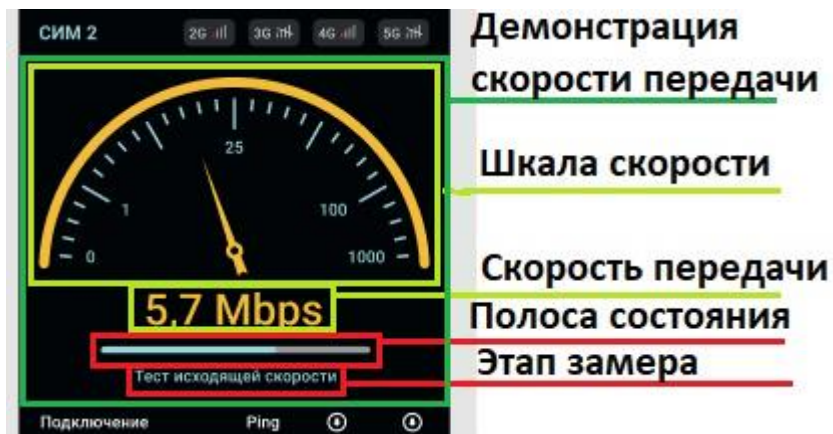 СИМ 2 2G 3G 4G 5G
Демонстрация
скорости передачи
Шкала скорости
25
1 100
0 1000
Скорость передачи
5,7 Mbps
Полоса состояния
Этап замера
Тест исходящей скорости
Подключение Ping